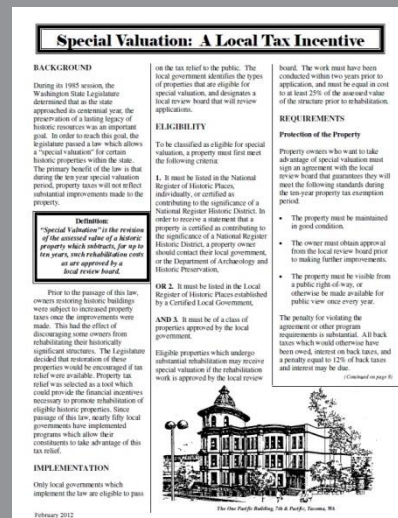 Special Valuation: A Local Tax Incentive
BACKGROUND
During its 1985 session, the
Washington State Legislature
determined that as the state
approached its centennial year, the
preservation of a lasting legacy of
historic resources was an important
goal. In order to reach this goal, the
legislature passed a law which allows
a "special valuation" for certain
historic properties within the state.
The primary benefit of the law is that
during the ten year special valuation
period, property taxes will not reflect
substantial improvements made to the
property.
Definition:
"Special Valuation" is the revision
of the assessed value of a historic
property which subtracts, for up to
ten years, such rehabilitation costs
as are approved by a
local review board.
Prior to the passage of this law,
owners restoring historic buildings
were subject to increased property
taxes once the improvements were
made. This had the effect of
discouraging some owners from
rehabilitating their historically
significant structures. The Legislature
decided that restoration of these
properties would be encouraged if tax
relief were available. Property tax
relief was selected as a tool which
could provide the financial incentives
necessary to promote rehabilitation of
eligible historic properties. Since
passage of this law, nearly fifty local
governments have implemented
programs which allow their
constituents to take advantage of this
tax relief.
IMPLEMENTATION
Only local governments which
implement the law are eligible to pass
February 2012
on the tax relief to the public. The
local government identifies the types
of properties that are eligible for
special valuation, and designates a
local review board that will review
applications.
ELIGIBILITY
To be classified as eligible for special
valuation, a property must first meet
the following criteria:
1. It must be listed in the National
Register of Historic Places,
individually, or certified as
contributing to the significance of a
National Register Historic District. In
order to receive a statement that a
property is certified as contributing to
the significance of a National Register
Historic District, a property owner
should contact their local government,
or the Department of Archaeology and
Historic Preservation,
OR 2. It must be listed in the Local
Register of Historic Places established
by a Certified Local Government,
AND 3. It must be of a class of
properties approved by the local
government.
Eligible properties which undergo
substantial rehabilitation may receive
special valuation if the rehabilitation
work is approved by the local review
board. The work must have been
conducted within two years prior to
application, and must be equal in cost
to at least 25% of the assessed value
of the structure prior to rehabilitation.
REQUIREMENTS
Protection of the Property
Property owners who want to take
advantage of special valuation must
sign an agreement with the local
review board that guarantees they will
meet the following standards during
the ten-year property tax exemption
period:
• The property must be maintained
in good condition.
• The owner must obtain approval
from the local review board prior
to making further improvements.
• The property must be visible from
a public right-of-way, or
otherwise be made available for
public view once every year.
The penalty for violating the
agreement or other program
requirements is substantial. All back
taxes which would otherwise have
been owed, interest on back taxes, and
a penalty equal to 12% of back taxes
and interest may be due.
(Continued on page 8)
The One Pacific Building, 7th & Pacific, Tacoma, WA